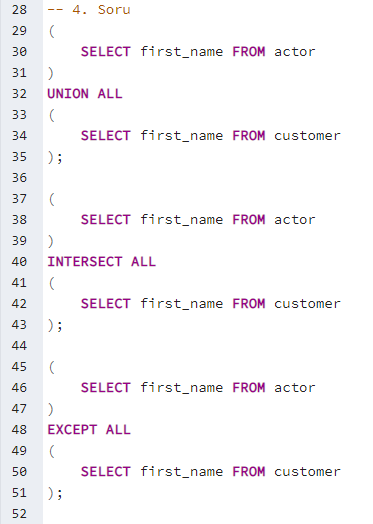 28 -- 4. Soru
29 (
30     SELECT first_name FROM actor
31 )
32 UNION ALL
33 (
34     SELECT first_name FROM customer
35 );
36
37 (
38     SELECT first_name FROM actor
39 )
40 INTERSECT ALL
41 (
42     SELECT first_name FROM customer
43 );
44
45 (
46     SELECT first_name FROM actor
47 )
48 EXCEPT ALL
49 (
50     SELECT first_name FROM customer
51 );
52